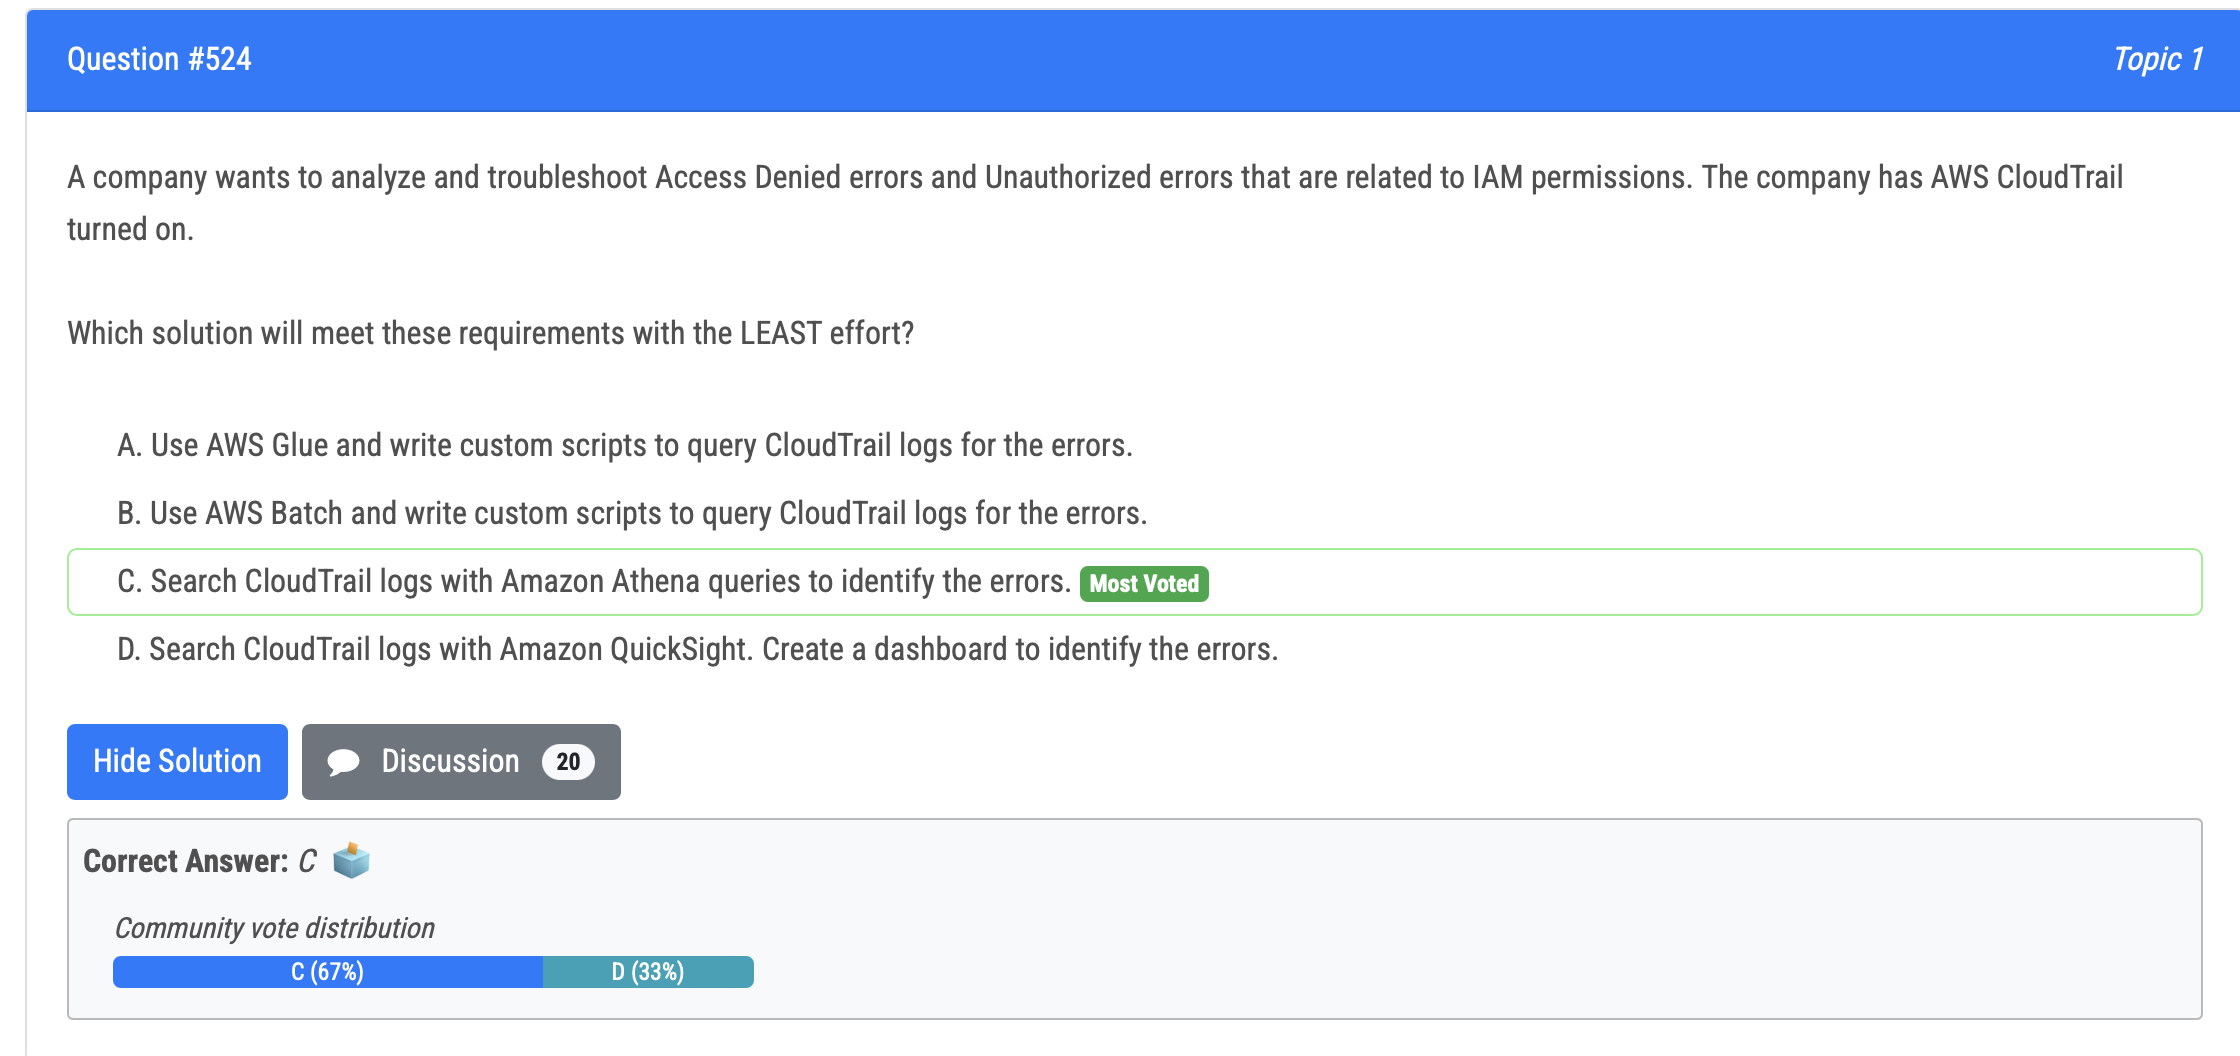 Question #524
Topic 1
A company wants to analyze and troubleshoot Access Denied errors and Unauthorized errors that are related to IAM permissions. The company has AWS CloudTrail
turned on.
Which solution will meet these requirements with the LEAST effort?
A. Use AWS Glue and write custom scripts to query CloudTrail logs for the errors.
B. Use AWS Batch and write custom scripts to query CloudTrail logs for the errors.
C. Search CloudTrail logs with Amazon Athena queries to identify the errors. Most Voted
D. Search CloudTrail logs with Amazon QuickSight. Create a dashboard to identify the errors.
Hide Solution
Discussion 20
Correct Answer: C
Community vote distribution
C (67%)
D (33%)